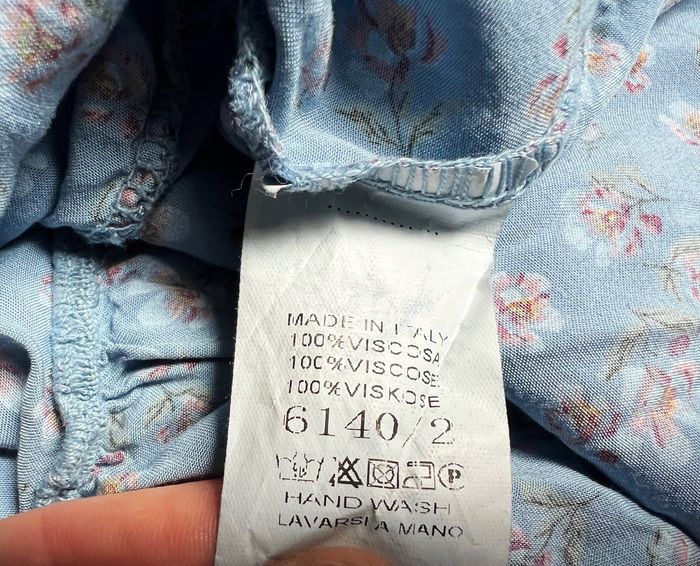 MADE IN ITALY
100%VISCOSA
100%VISCOSE
100%VISKOSE
6140/2
P
HAND WASH
LAVARSI A MANO